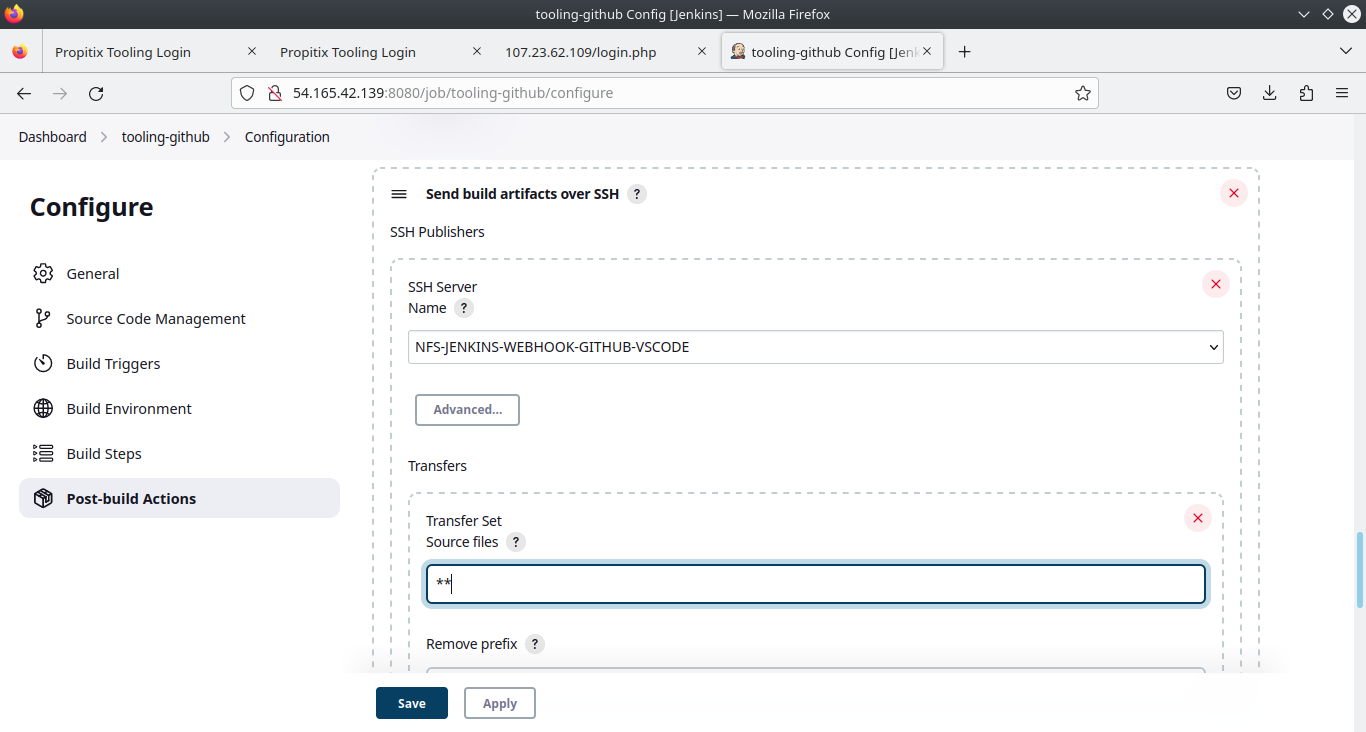 tooling-github Config [Jenkins] — Mozilla Firefox
Propitix Tooling Login
Propitix Tooling Login
107.23.62.109/login.php
tooling-github Config [Jenk
54.165.42.139:8080/job/tooling-github/configure
Dashboard
tooling-github
Configuration
Configure
General
Source Code Management
Build Triggers
Build Environment
Build Steps
Post-build Actions
Send build artifacts over SSH ?
SSH Publishers
SSH Server
Name ?
NFS-JENKINS-WEBHOOK-GITHUB-VSCODE
Advanced...
Transfers
Transfer Set
Source files ?
**
Remove prefix ?
Save
Apply